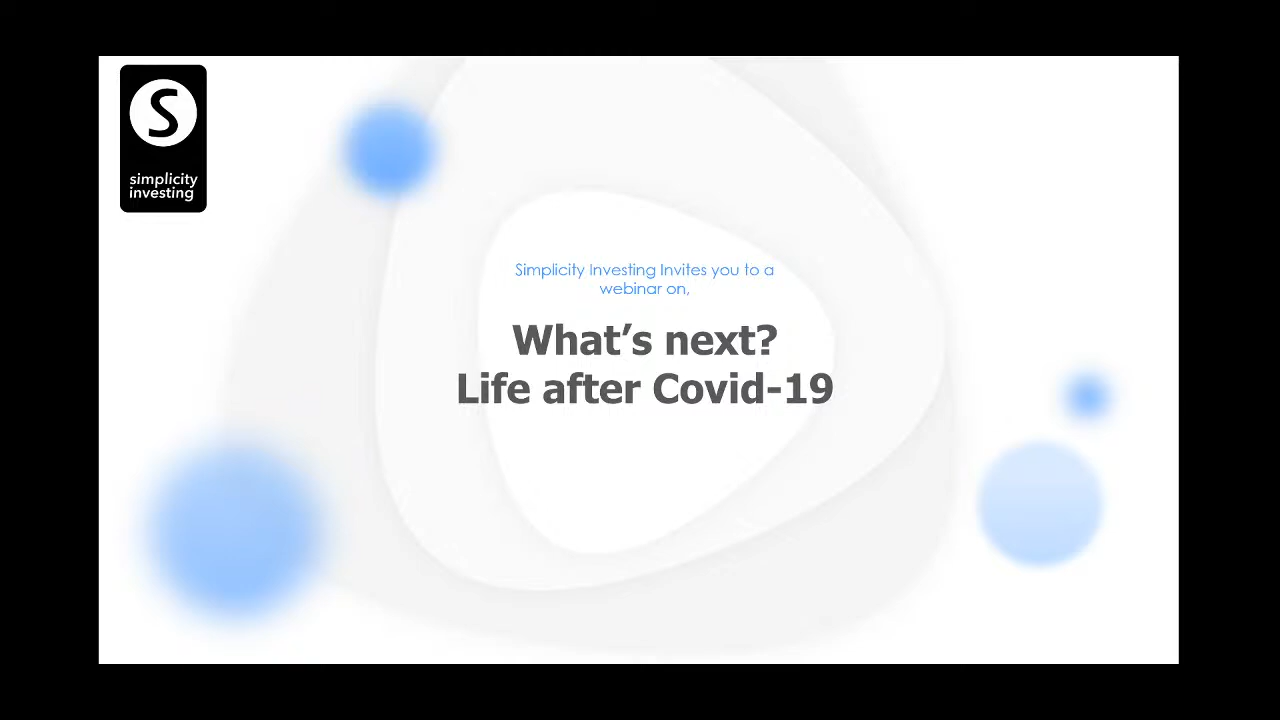 S
simplicity
investing
Simplicity Investing Invites you to a
webinar on,
What's next?
Life after Covid-19